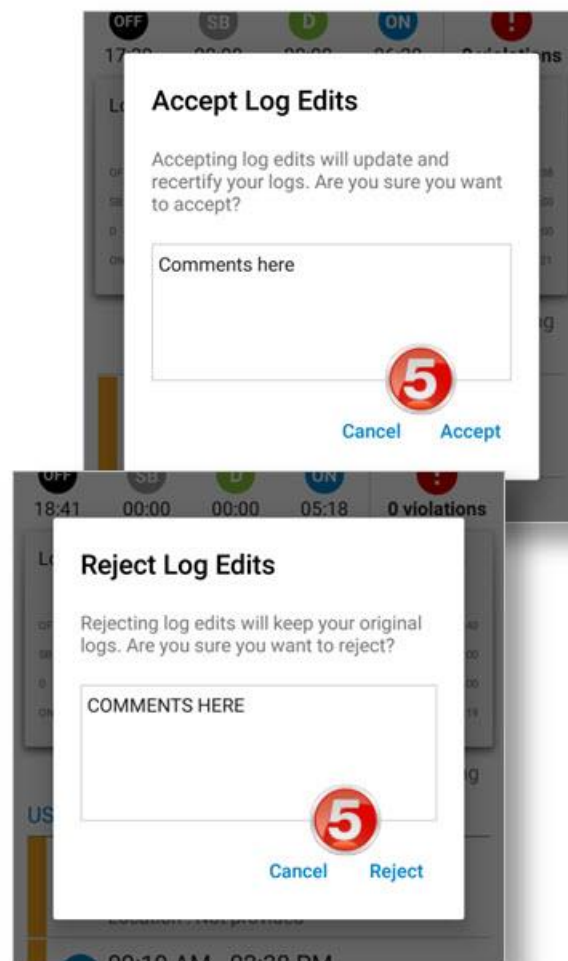 OFF SB D ON !
Accept Log Edits
Accepting log edits will update and
recertify your logs. Are you sure you want
to accept?
Comments here
5
Cancel Accept
OFF SB D ON !
18:41 00:00 00:00 05:18 0 violations
Reject Log Edits
Rejecting log edits will keep your original
logs. Are you sure you want to reject?
COMMENTS HERE
5
Cancel Reject
US